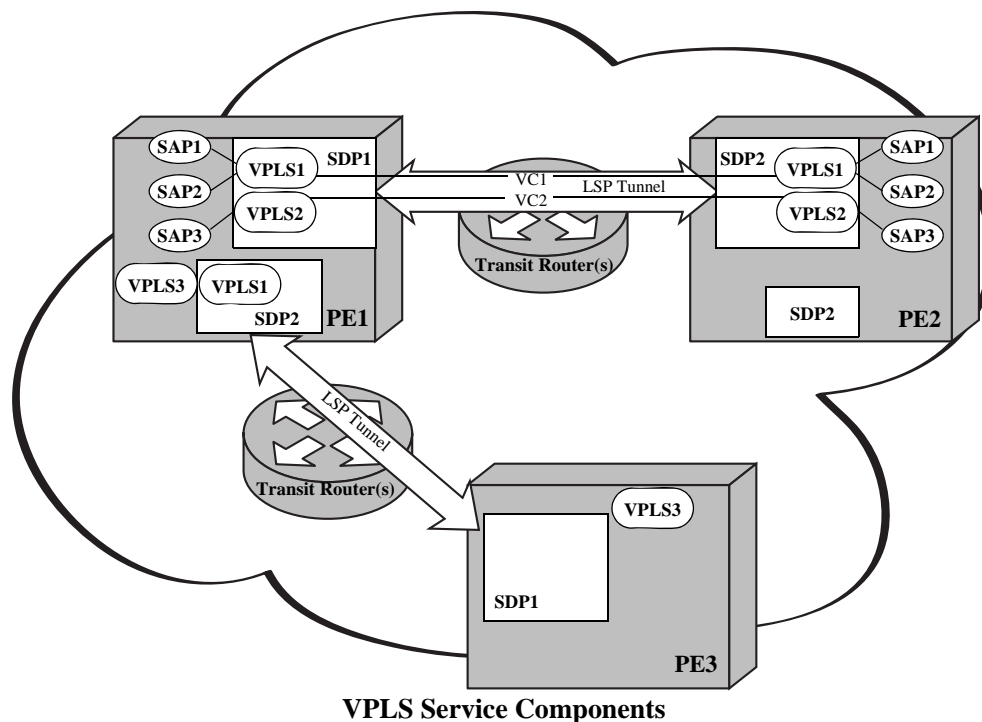 SAP1
SAP2
SAP3
VPLS1
VPLS2
SDP1
VPLS3
VPLS1
SDP2
PE1
VC1
VC2
LSP Tunnel
Transit Router(s)
SDP2
VPLS1
VPLS2
SAP1
SAP2
SAP3
SDP2
PE2
LSP Tunnel
Transit Router(s)
VPLS3
SDP1
PE3
VPLS Service Components